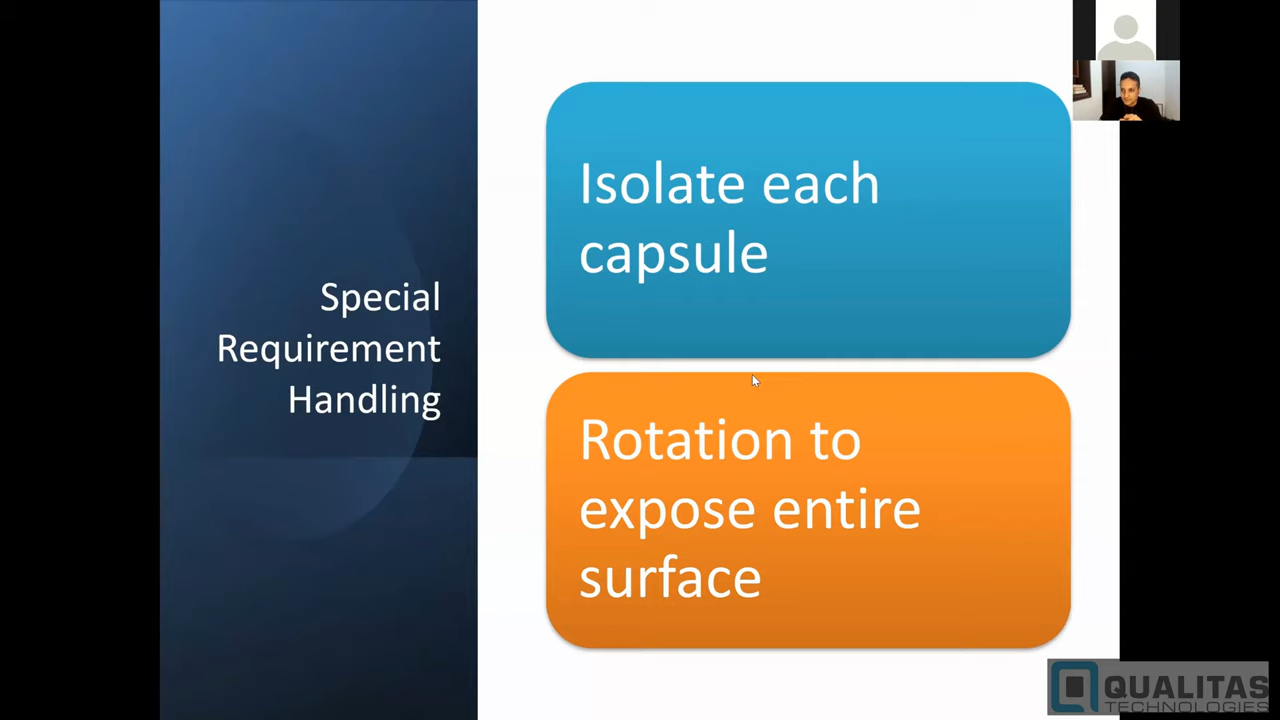 Special
Requirement
Handling
Isolate each
capsule
Rotation to
expose entire
surface
QUALITAS
TECHNOLOGIES